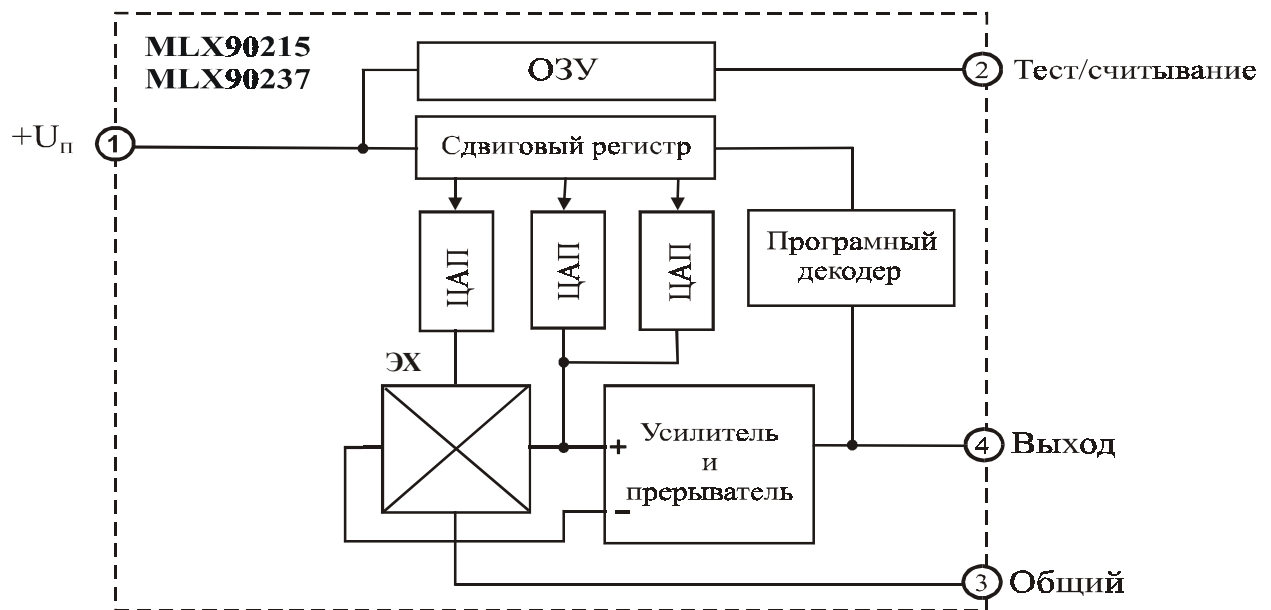 MLX90215
MLX90237
ОЗУ
2 Тест/считывание
+Uп 1
Сдвиговый регистр
ЦАП
ЦАП
ЦАП
Програмный
декодер
ЭХ
+
Усилитель
и
прерыватель
-
4 Выход
3 Общий